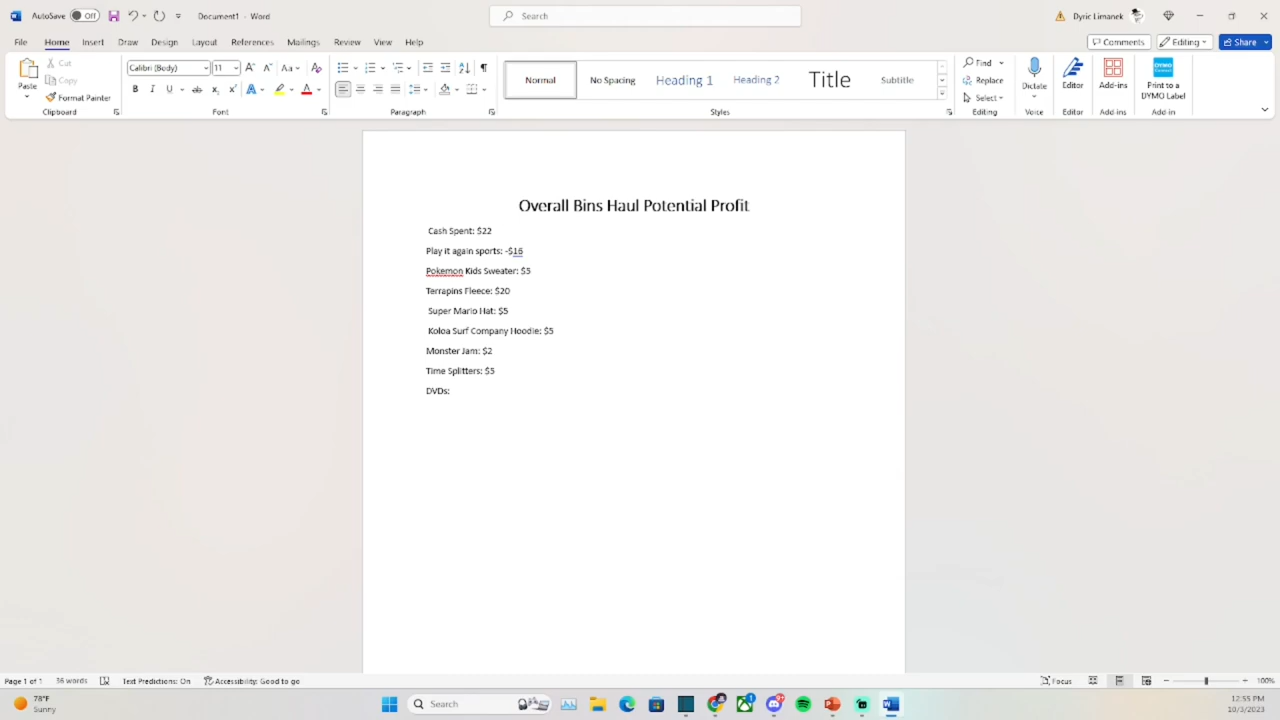 AutoSave Off Document1 - Word Search Dyric Limanek
File Home Insert Draw Design Layout References Mailings Review View Help Comments Editing Share
Paste Cut Copy Format Painter Clipboard
Calibri (Body) 11 Font
Paragraph
Normal No Spacing Heading 1 Heading 2 Title Subtitle Styles
Find Replace Select Editing
Dictate Voice
Editor Editor
Add-ins Add-ins
DYMO Print to a DYMO Label Add-in
Overall Bins Haul Potential Profit
Cash Spent: $22
Play it again sports: -$16
Pokemon Kids Sweater: $5
Terrapins Fleece: $20
Super Mario Hat: $5
Koloa Surf Company Hoodie: $5
Monster Jam: $2
Time Splitters: $5
DVDs:
Page 1 of 1 36 words Text Predictions: On Accessibility: Good to go Focus 100%
78°F
Sunny
Search
12:55 PM
10/3/2023